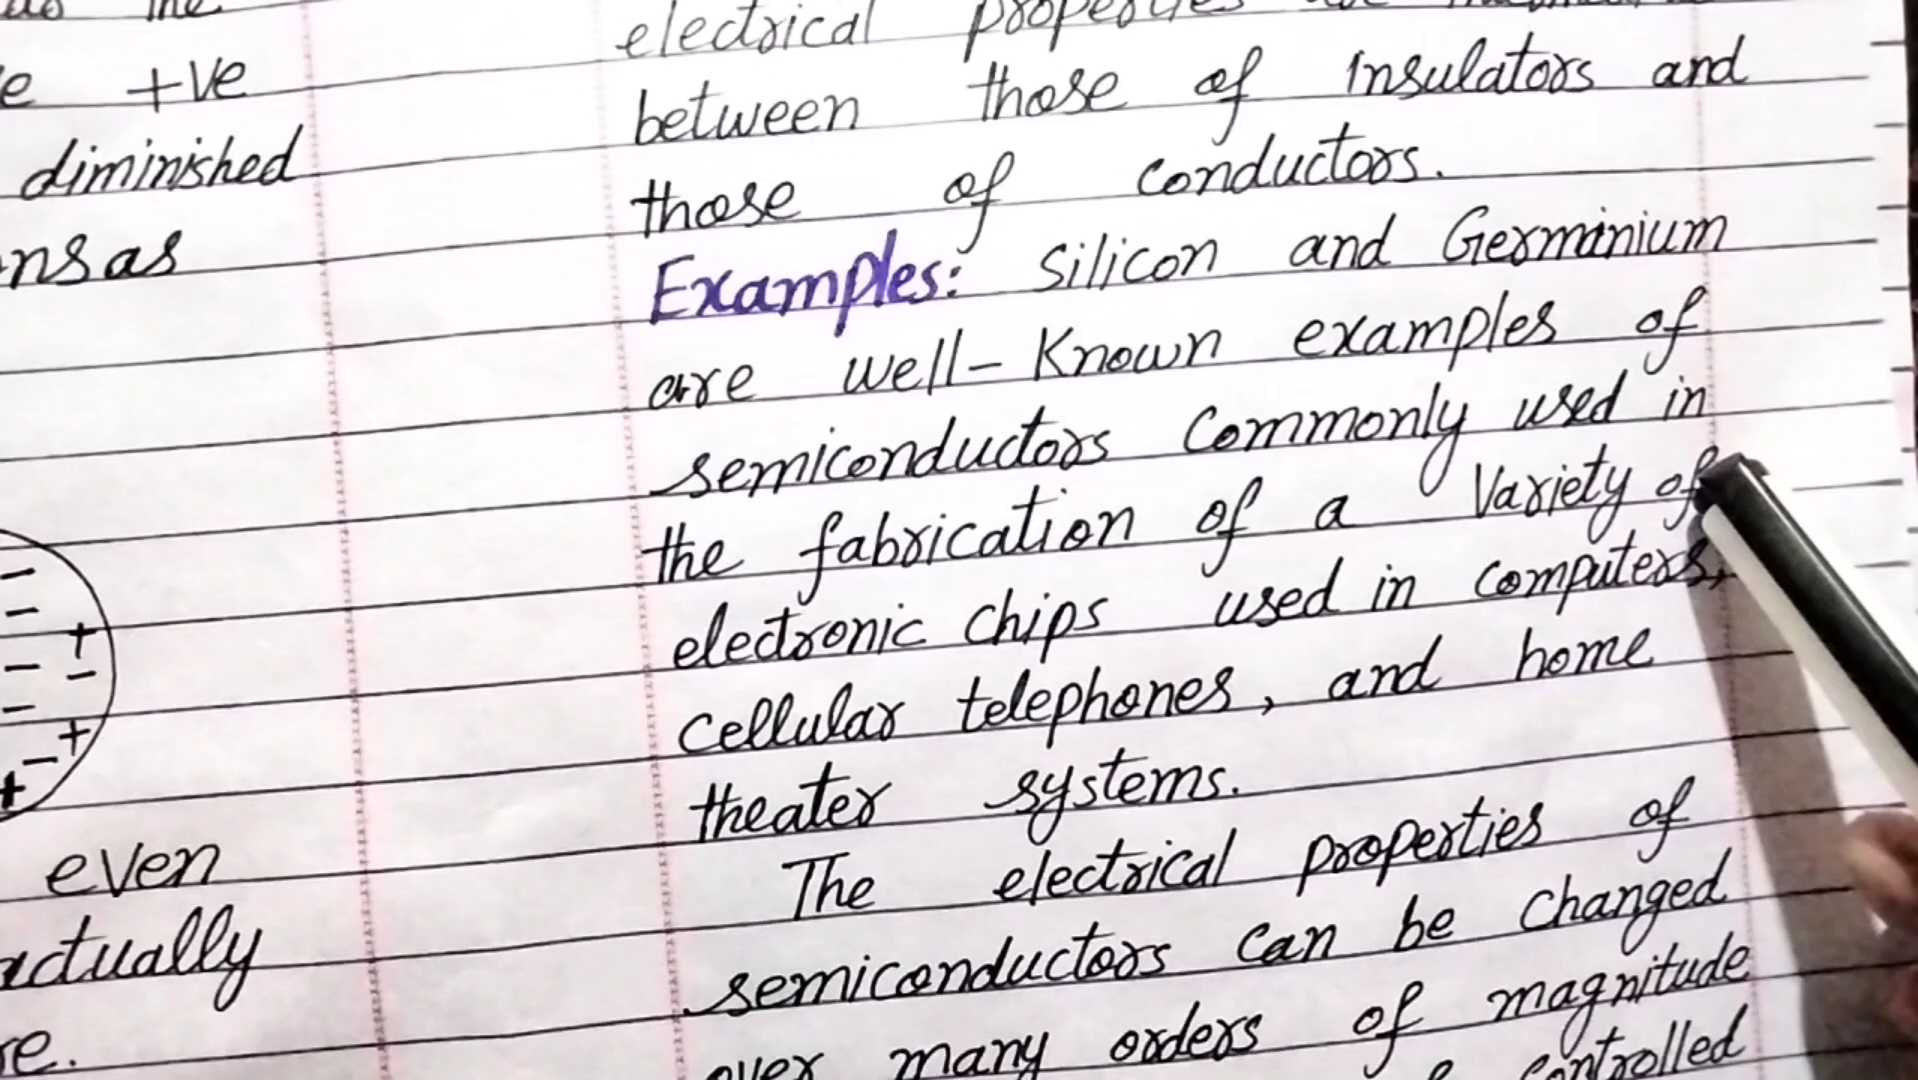 the
e +ve
diminished
ns as
even
actually
re.
electrical properties
between those of insulators and
those of conductors.
Examples: Silicon and Germinium
are well-Known examples of
semiconductors Commonly used in
the fabrication of a Variety of
electronic Chips used in computers,
cellular telephones, and home
theater systems.
The electrical properties of
semiconductors can be changed
over many orders of magnitude
controlled